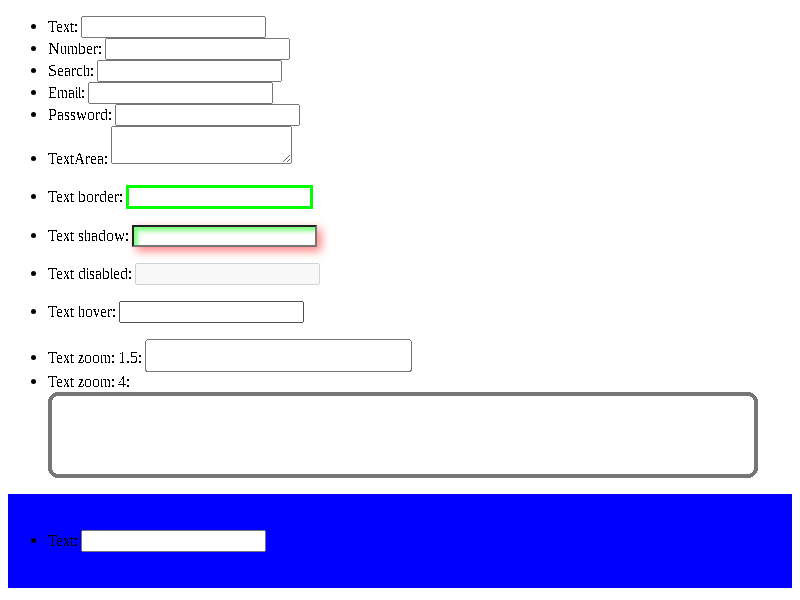 Text:
Number:
Search:
Email:
Password:
TextArea:
Text border:
Text shadow:
Text disabled:
Text hover:
Text zoom: 1.5:
Text zoom: 4:
Text: